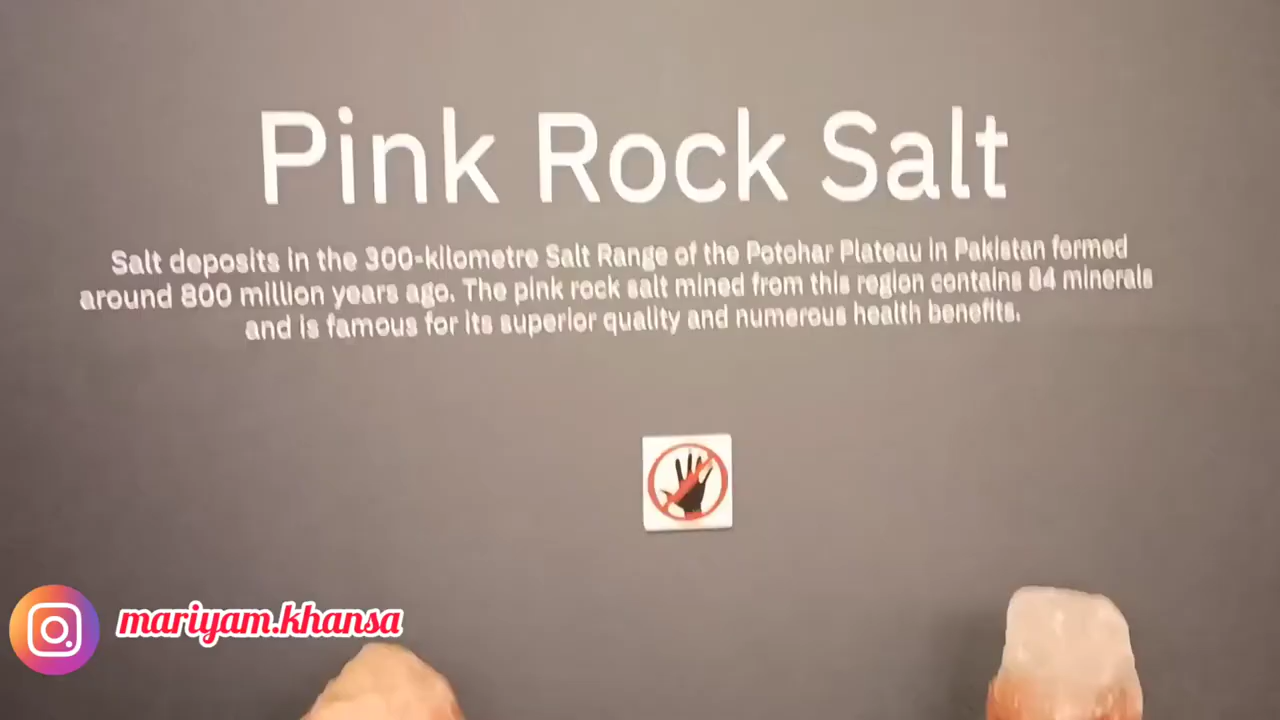 Pink Rock Salt
Salt deposits in the 300-kilometre Salt Range of the Potohar Plateau in Pakistan formed
around 800 million years ago. The pink rock salt mined from this region contains 84 minerals
and is famous for its superior quality and numerous health benefits.
mariyam.khansa